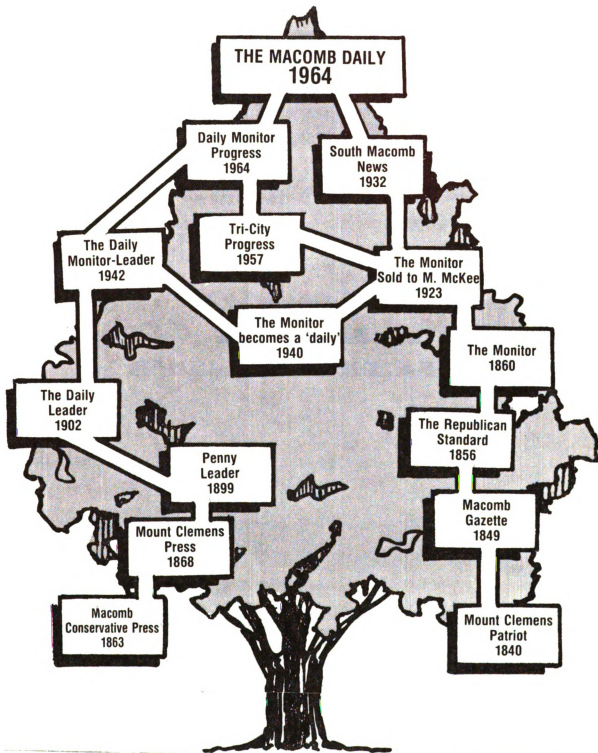 THE MACOMB DAILY
1964
Daily Monitor
Progress
1964
South Macomb
News
1932
Tri-City
Progress
1957
The Daily
Monitor-Leader
1942
The Monitor
Sold to M. McKee
1923
The Monitor
becomes a ‘daily’
1940
The Monitor
1860
The Daily
Leader
1902
The Republican
Standard
1856
Penny
Leader
1899
Macomb
Gazette
1849
Mount Clemens
Press
1868
Macomb
Conservative Press
1863
Mount Clemens
Patriot
1840